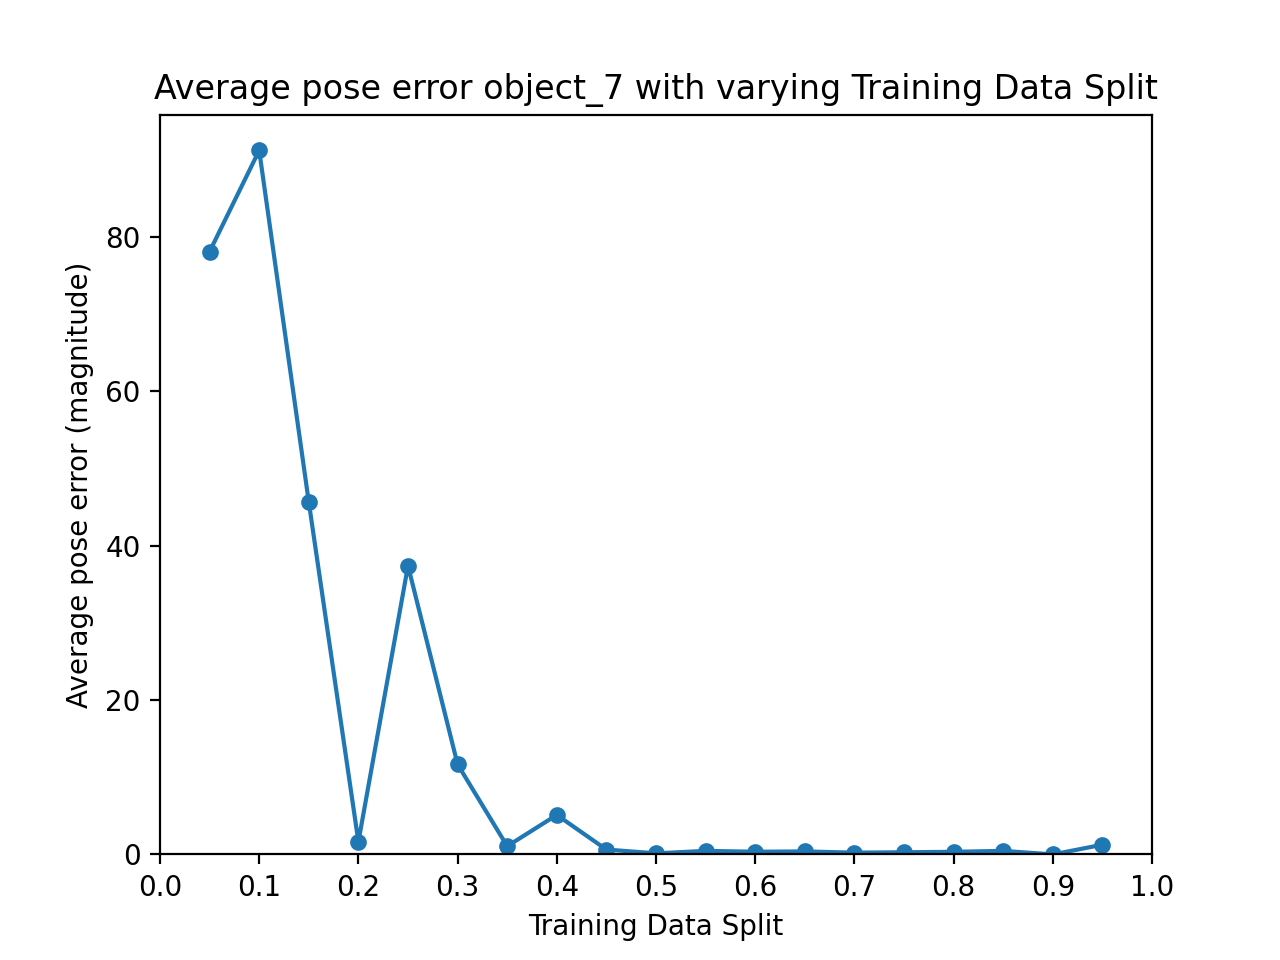 Average pose error object_7 with varying Training Data Split
Average pose error (magnitude)
80
60
40
20
0
0.0 0.1 0.2 0.3 0.4 0.5 0.6 0.7 0.8 0.9 1.0
Training Data Split